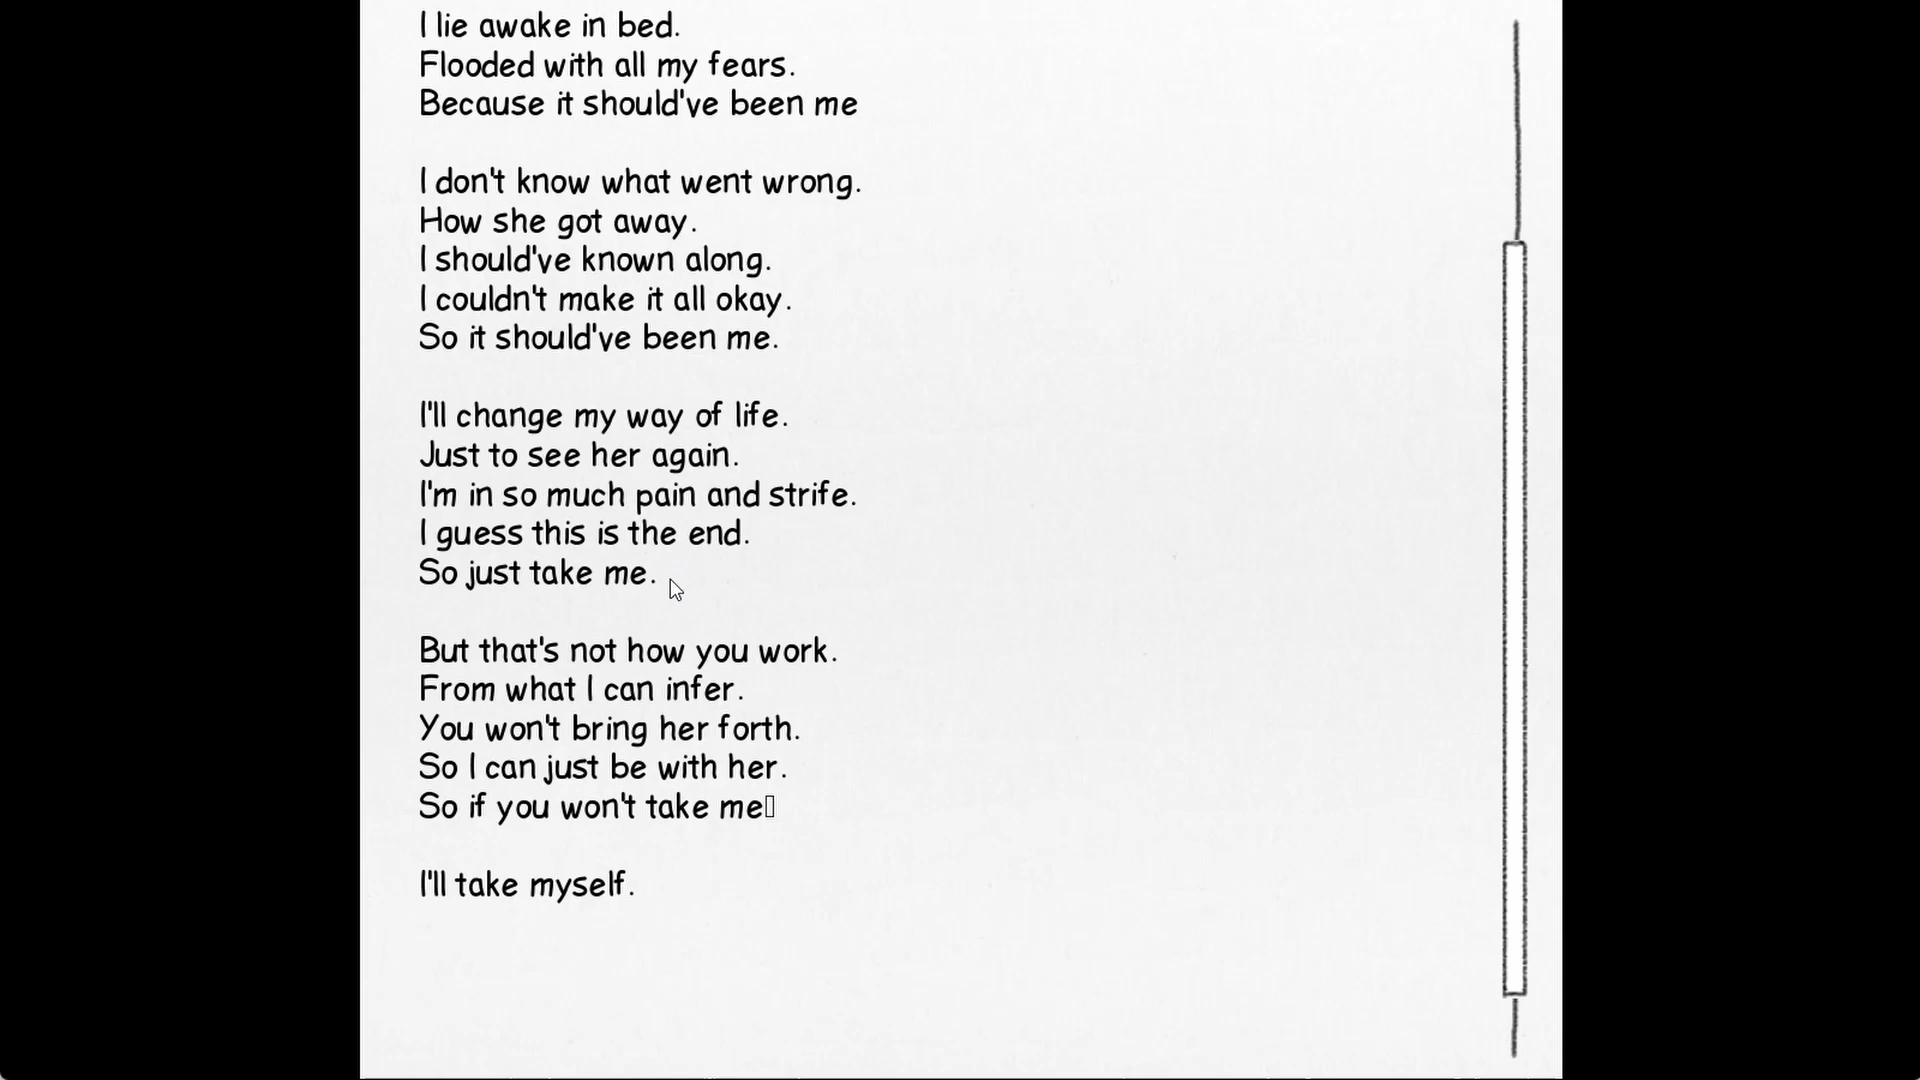 I lie awake in bed.
Flooded with all my fears.
Because it should've been me
I don't know what went wrong.
How she got away.
I should've known along.
I couldn't make it all okay.
So it should've been me.
I'll change my way of life.
Just to see her again.
I'm in so much pain and strife.
I guess this is the end.
So just take me.
But that's not how you work.
From what I can infer.
You won't bring her forth.
So I can just be with her.
So if you won't take me▯
I'll take myself.